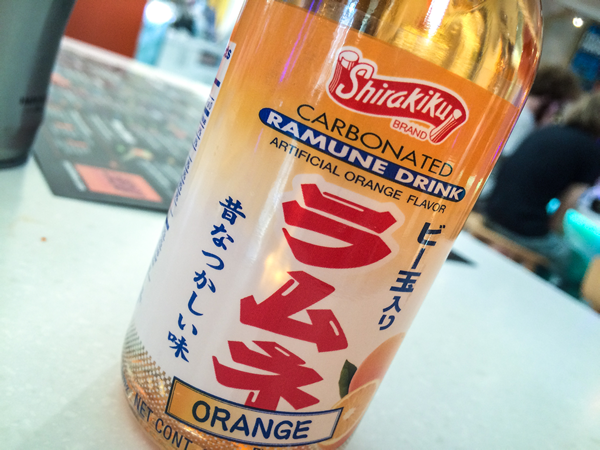 Shirakiku
BRAND
CARBONATED
RAMUNE DRINK
ARTIFICIAL ORANGE FLAVOR
ビー玉入り
ラムネ
昔なつかしい味
ORANGE
NET CONT